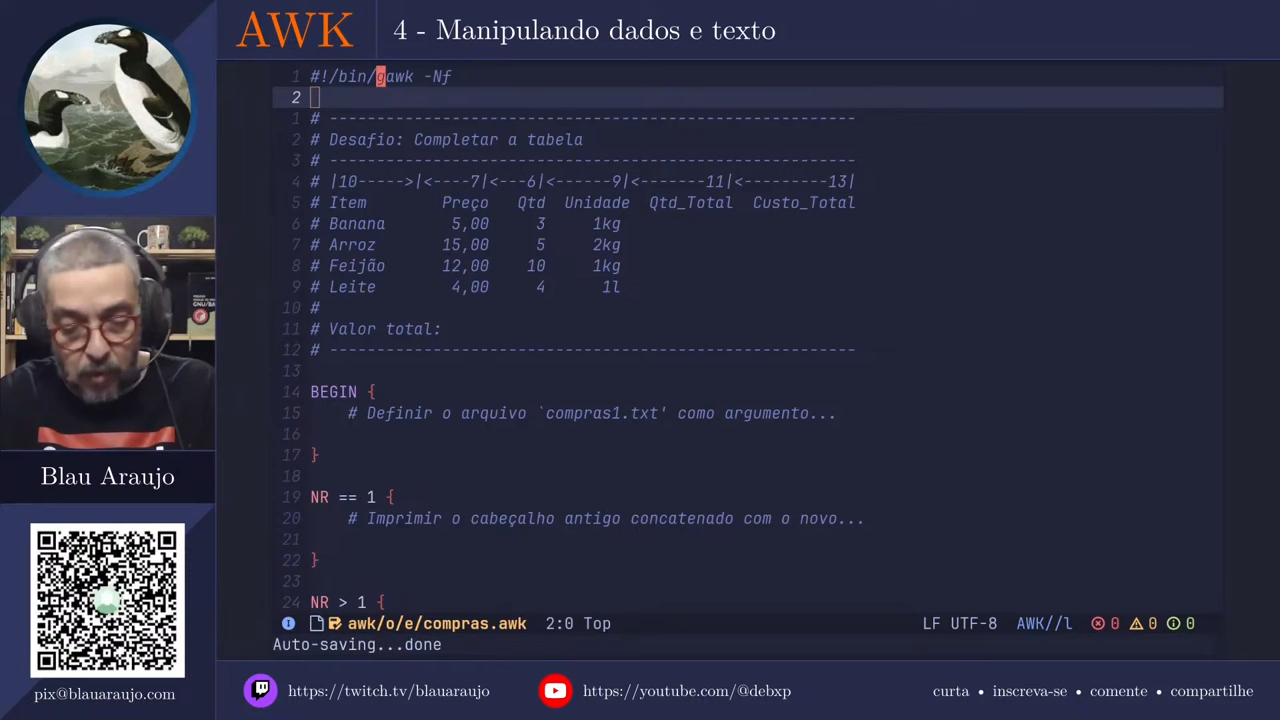 AWK
4 - Manipulando dados e texto
1 #!/bin/gawk -Nf
2
1 # --------------------------------------------------------
2 # Desafio: Completar a tabela
3 # --------------------------------------------------------
4 # |10----->|<----7|<---6|<------9|<-------11|<---------13|
5 # Item        Preço   Qtd  Unidade  Qtd_Total  Custo_Total
6 # Banana       5,00     3     1kg
7 # Arroz       15,00     5     2kg
8 # Feijão      12,00    10     1kg
9 # Leite        4,00     4      1l
10 #
11 # Valor total:
12 # --------------------------------------------------------
13
14 BEGIN {
15     # Definir o arquivo `compras1.txt' como argumento...
16
17 }
18
19 NR == 1 {
20     # Imprimir o cabeçalho antigo concatenado com o novo...
21
22 }
23
24 NR > 1 {
awk/o/e/compras.awk 2:0 Top LF UTF-8 AWK//l 0 0 0
Auto-saving...done
Blau Araujo
pix@blauaraujo.com
https://twitch.tv/blauaraujo
https://youtube.com/@debxp
curta • inscreva-se • comente • compartilhe